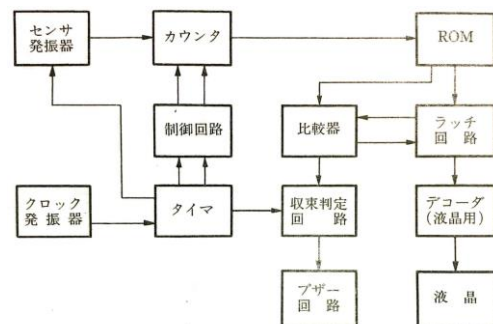 センサ
発振器
カウンタ
ROM
制御回路
比較器
ラッチ
回路
クロック
発振器
タイマ
収束判定
回路
デコーダ
(液晶用)
ブザー
回路
液晶